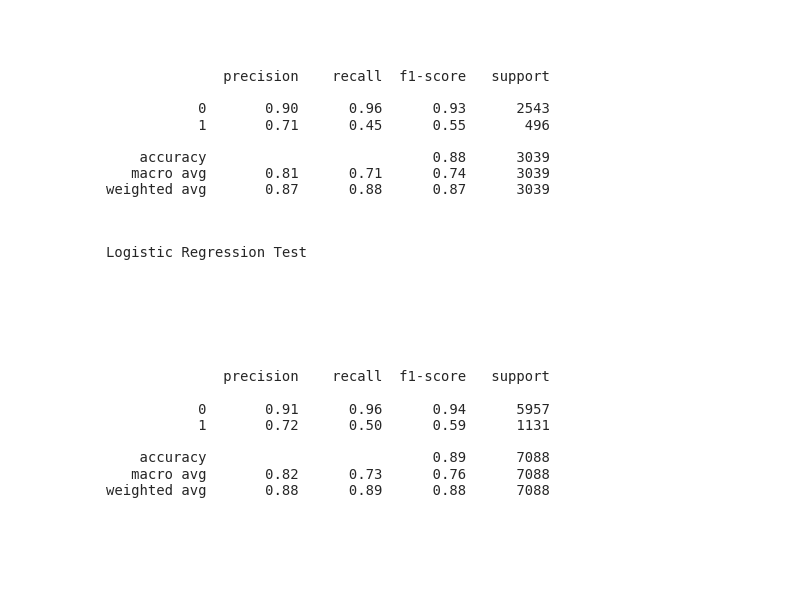 precision recall f1-score support
0 0.90 0.96 0.93 2543
1 0.71 0.45 0.55 496
accuracy 0.88 3039
macro avg 0.81 0.71 0.74 3039
weighted avg 0.87 0.88 0.87 3039
Logistic Regression Test
precision recall f1-score support
0 0.91 0.96 0.94 5957
1 0.72 0.50 0.59 1131
accuracy 0.89 7088
macro avg 0.82 0.73 0.76 7088
weighted avg 0.88 0.89 0.88 7088